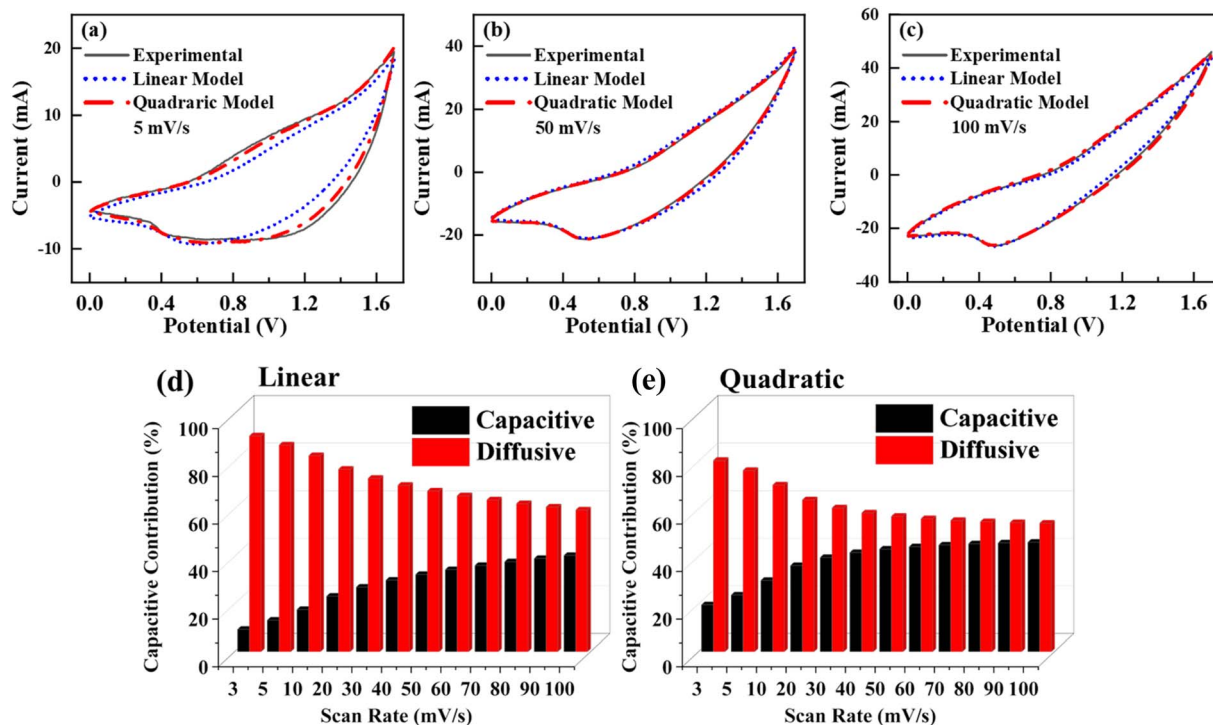 (a)
Experimental
Linear Model
Quadraric Model
5 mV/s
20
10
0
-10
Current (mA)
0.0 0.4 0.8 1.2 1.6
Potential (V)
(b)
Experimental
Linear Model
Quadratic Model
50 mV/s
40
20
0
-20
Current (mA)
0.0 0.4 0.8 1.2 1.6
Potential (V)
(c)
Experimental
Linear Model
Quadratic Model
100 mV/s
60
40
20
0
-20
-40
Current (mA)
0.0 0.4 0.8 1.2 1.6
Potential (V)
(d) Linear
Capacitive
Diffusive
100
80
60
40
20
0
Capacitive Contribution (%)
3 5 10 20 30 40 50 60 70 80 90 100
Scan Rate (mV/s)
(e) Quadratic
Capacitive
Diffusive
100
80
60
40
20
0
Capacitive Contribution (%)
3 5 10 20 30 40 50 60 70 80 90 100
Scan Rate (mV/s)